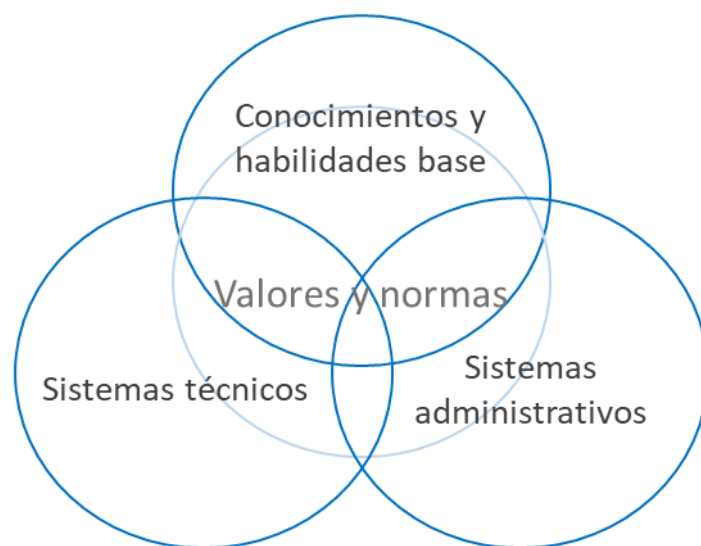 Conocimientos y
habilidades base
Valores y normas
Sistemas técnicos
Sistemas
administrativos